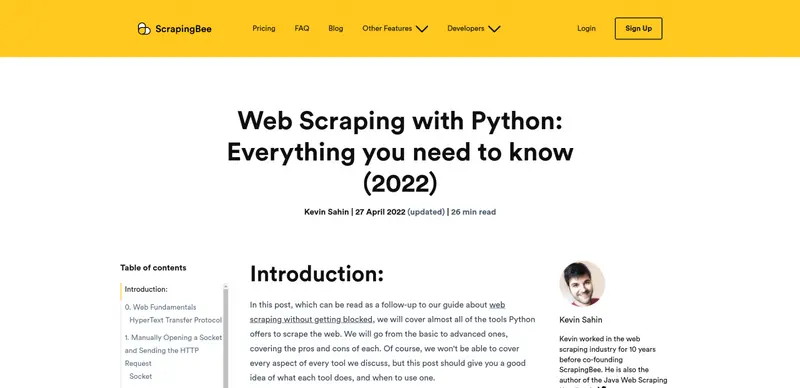 ScrapingBee
Pricing
FAQ
Blog
Other Features
Developers
Login
Sign Up
Web Scraping with Python:
Everything you need to know
(2022)
Kevin Sahin | 27 April 2022 (updated) | 26 min read
Table of contents
Introduction:
0. Web Fundamentals
HyperText Transfer Protocol
1. Manually Opening a Socket
and Sending the HTTP
Request
Socket
Introduction:
In this post, which can be read as a follow-up to our guide about web
scraping without getting blocked, we will cover almost all of the tools Python
offers to scrape the web. We will go from the basic to advanced ones,
covering the pros and cons of each. Of course, we won't be able to cover
every aspect of every tool we discuss, but this post should give you a good
idea of what each tool does, and when to use one.
Kevin Sahin
Kevin worked in the web
scraping industry for 10 years
before co-founding
ScrapingBee. He is also the
author of the Java Web Scraping